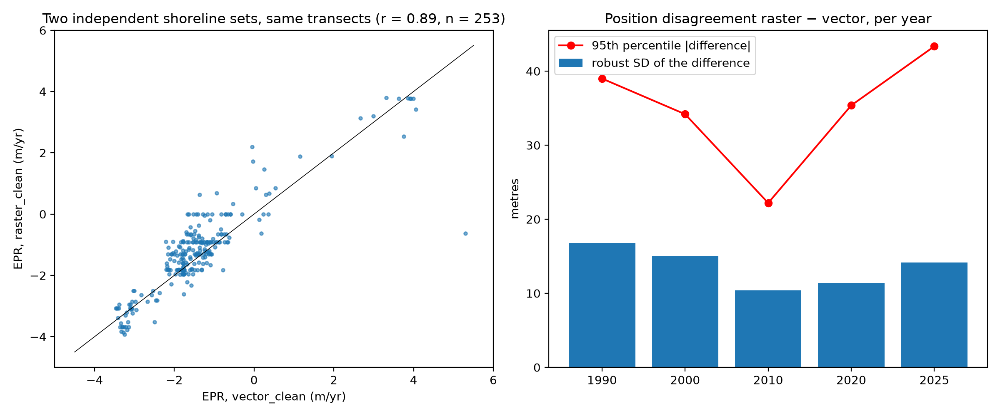 Two independent shoreline sets, same transects (r = 0.89, n = 253)
6
4
2
0
−2
−4
EPR, raster_clean (m/yr)
−4 −2 0 2 4 6
EPR, vector_clean (m/yr)
Position disagreement raster − vector, per year
95th percentile |difference|
robust SD of the difference
40
30
20
10
0
metres
1990 2000 2010 2020 2025